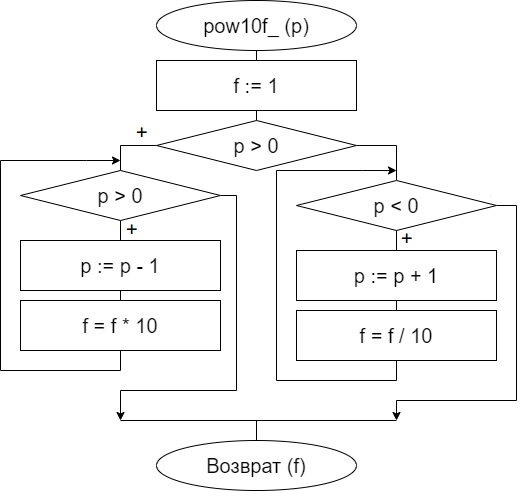 pow10f_ (p)
f := 1
+
p > 0
p > 0
+
p := p - 1
f = f * 10
p < 0
+
p := p + 1
f = f / 10
Возврат (f)